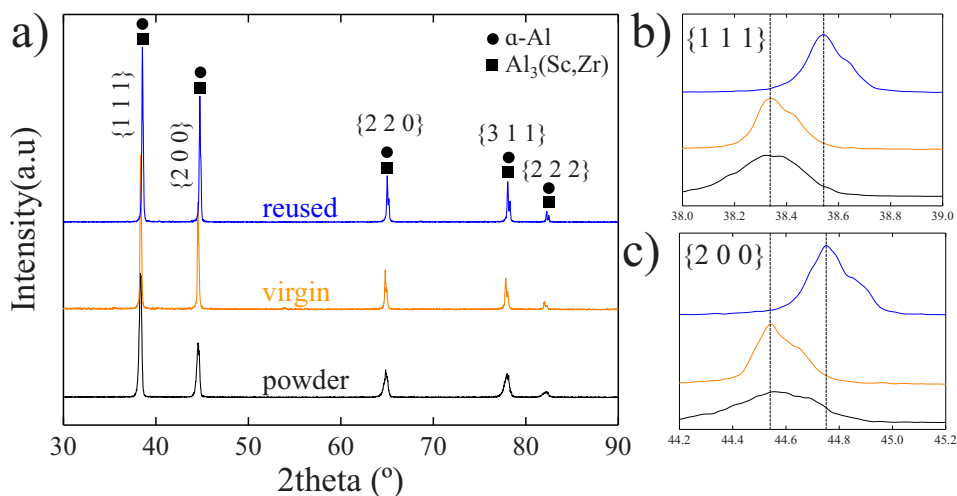 a)
● α-Al
■ Al₃(Sc,Zr)
{1 1 1}
{2 0 0}
{2 2 0}
{3 1 1}
{2 2 2}
reused
virgin
powder
Intensity(a.u)
30 40 50 60 70 80 90
2theta (º)
b)
{1 1 1}
38.0 38.2 38.4 38.6 38.8 39.0
c)
{2 0 0}
44.2 44.4 44.6 44.8 45.0 45.2